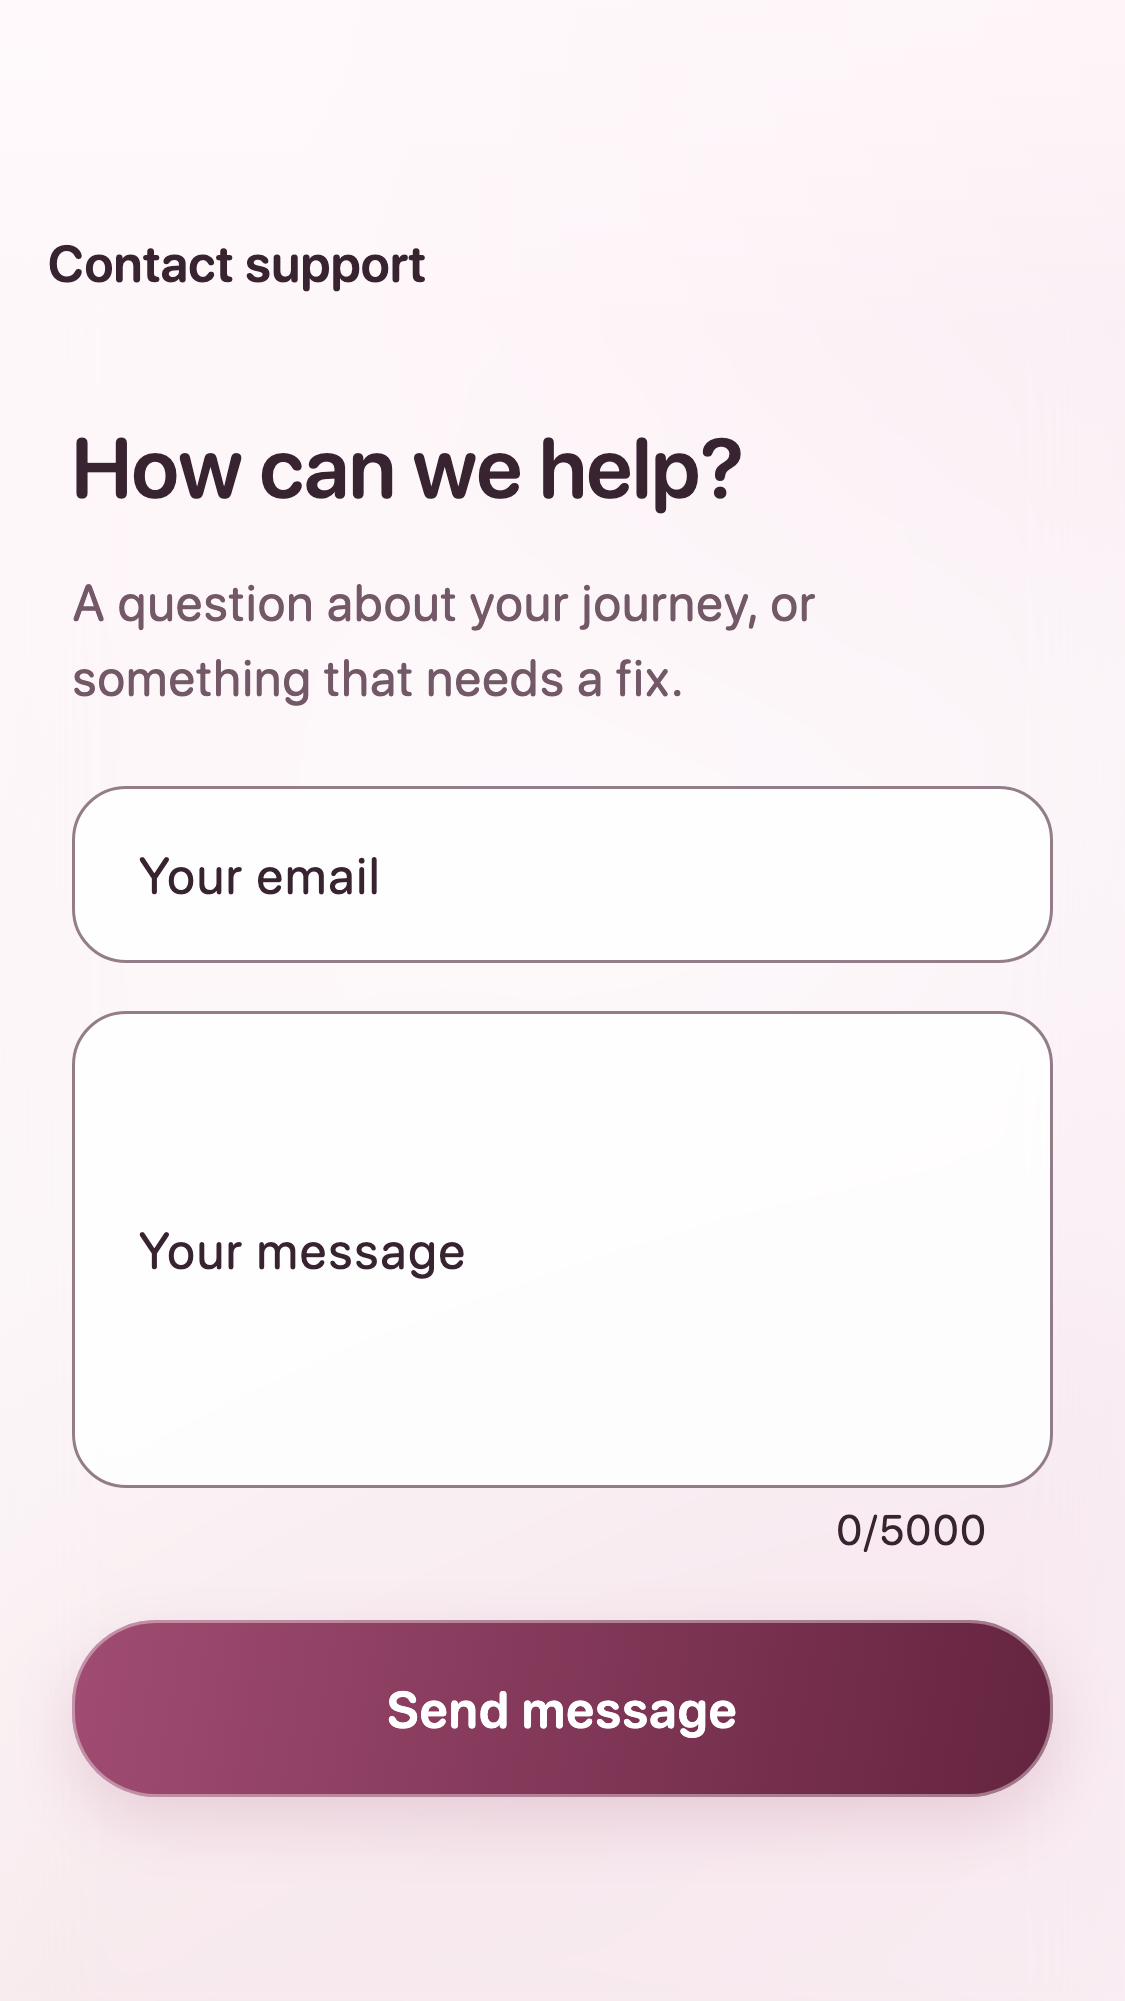 Contact support
How can we help?
A question about your journey, or
something that needs a fix.
Your email
Your message
0/5000
Send message